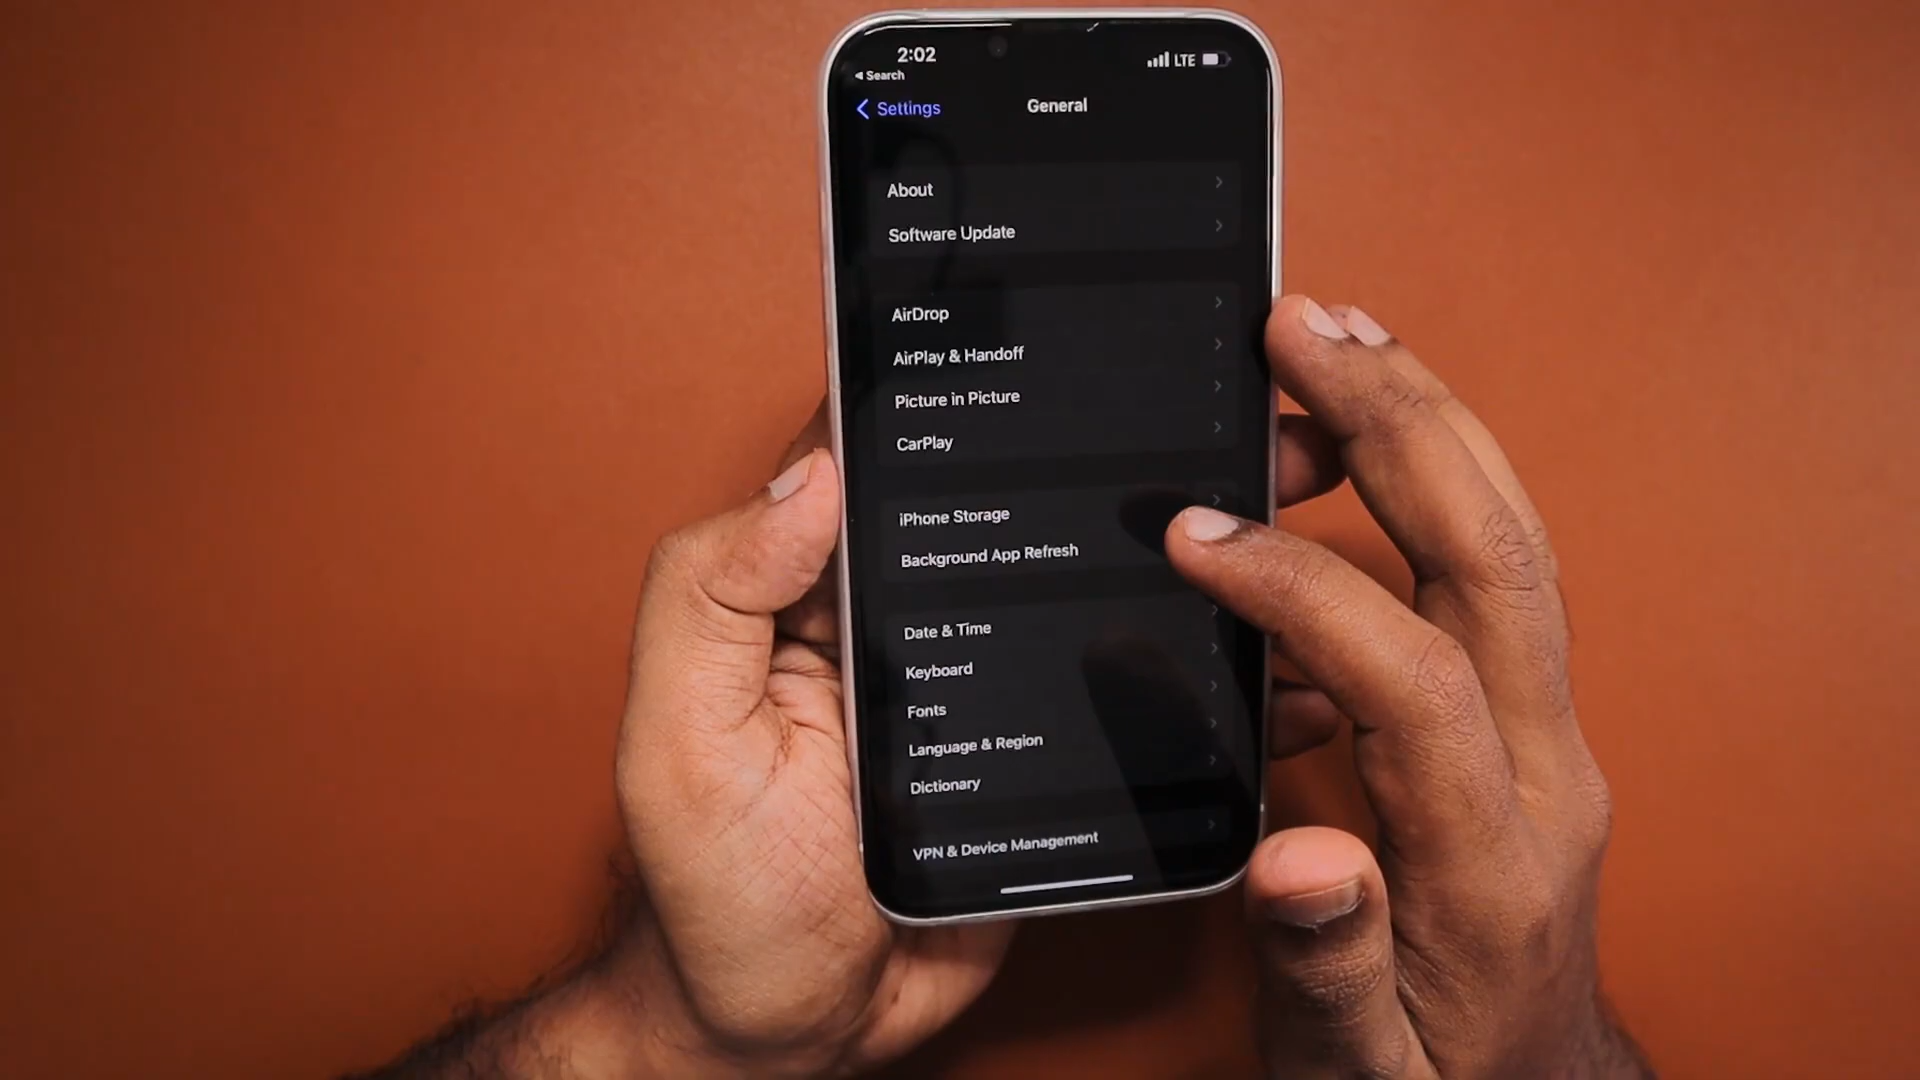 2:02
LTE
◀ Search
Settings
General
About
Software Update
AirDrop
AirPlay & Handoff
Picture in Picture
CarPlay
iPhone Storage
Background App Refresh
Date & Time
Keyboard
Fonts
Language & Region
Dictionary
VPN & Device Management